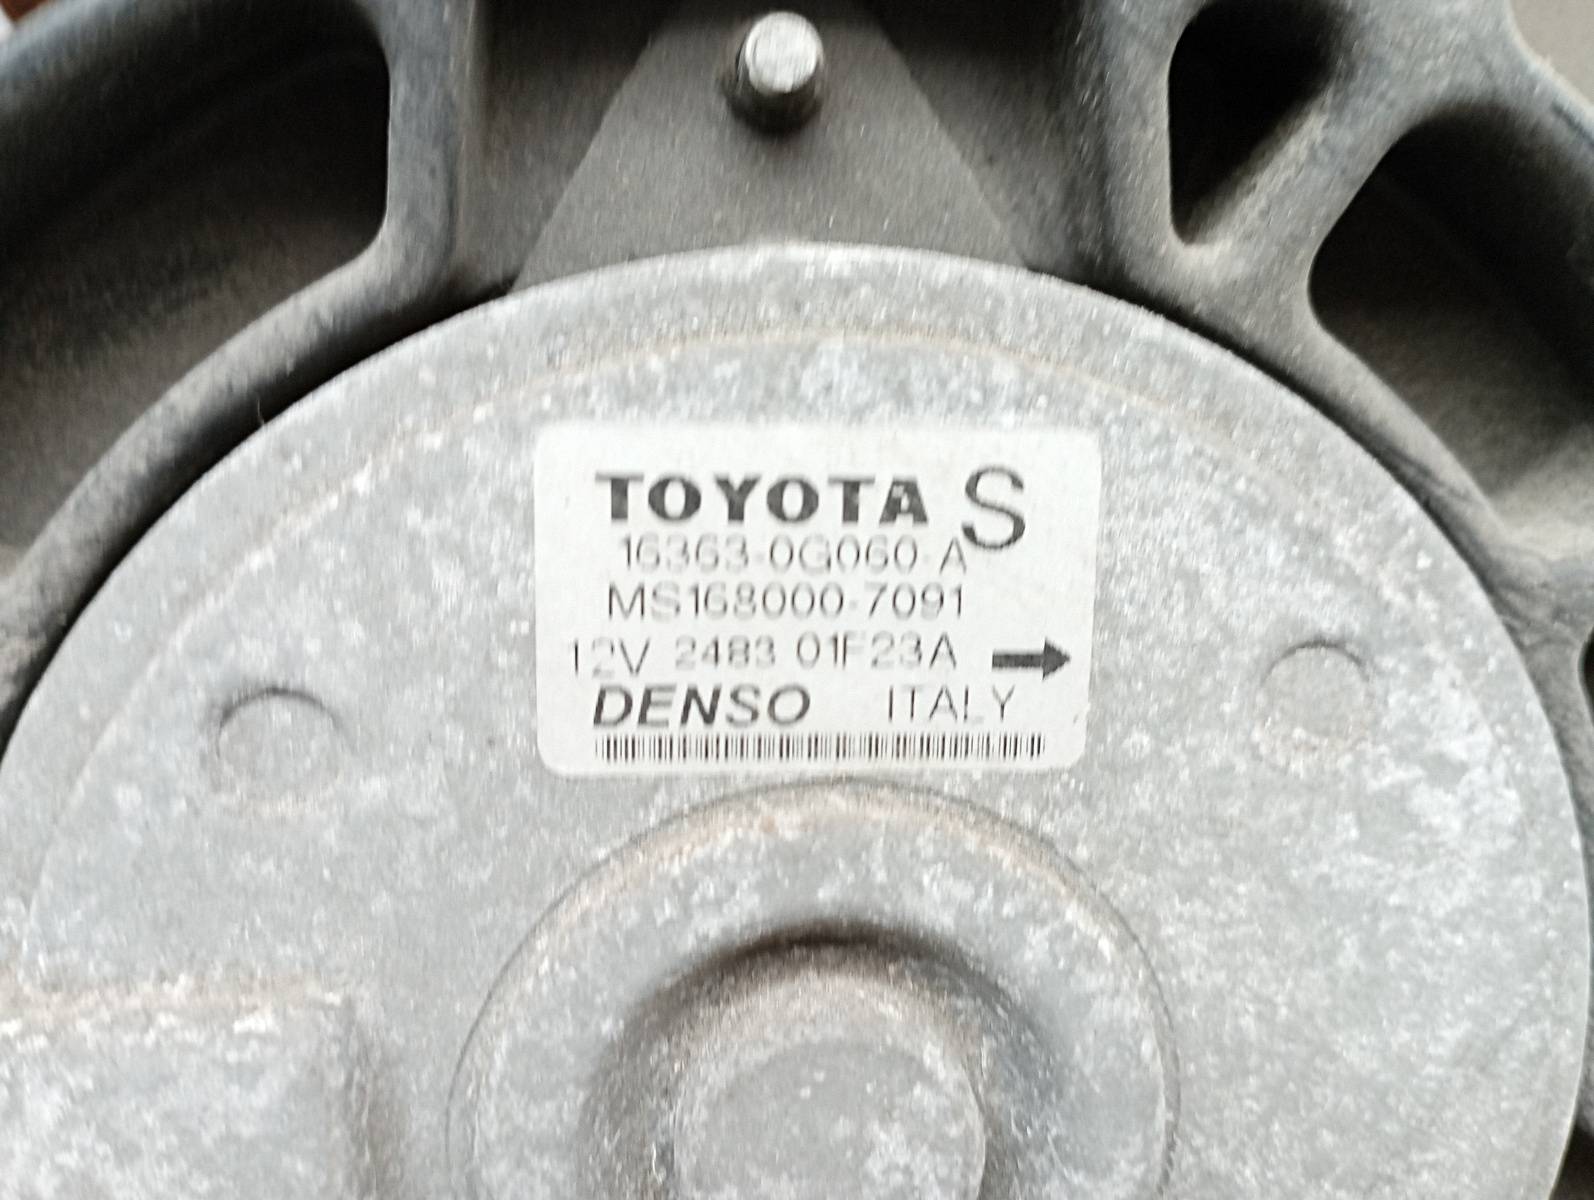 TOYOTA S
16363-0G060-A
MS168000-7091
12V 2483 01F23A
DENSO ITALY